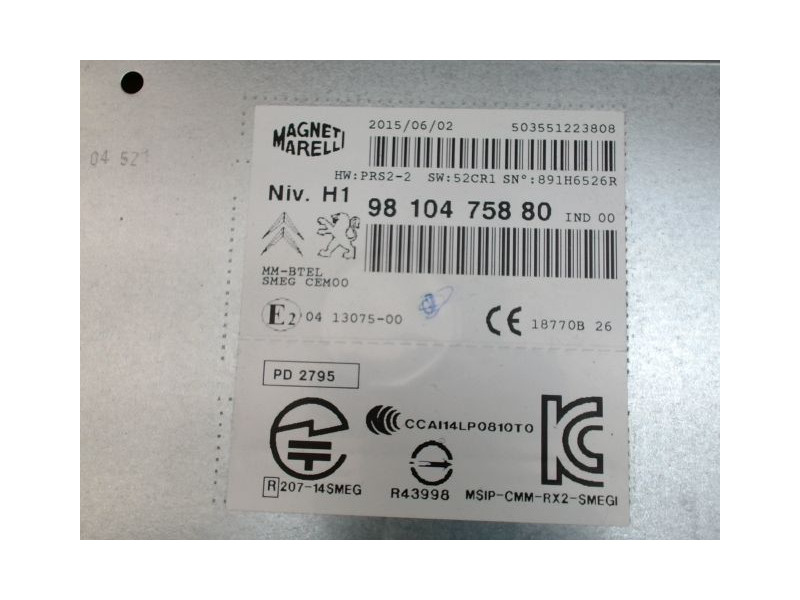 MAGNETI MARELLI
2015/06/02 503551223808
HW:PRS2-2 SW:52CR1 SN°:891H6526R
Niv. H1
98 104 758 80 IND 00
MM-BTEL
SMEG CEM00
E2 04 13075-00
CE 18770B 26
04 521
PD 2795
CCAI14LP0810T0
R 207-14SMEG
R43998
MSIP-CMM-RX2-SMEGI